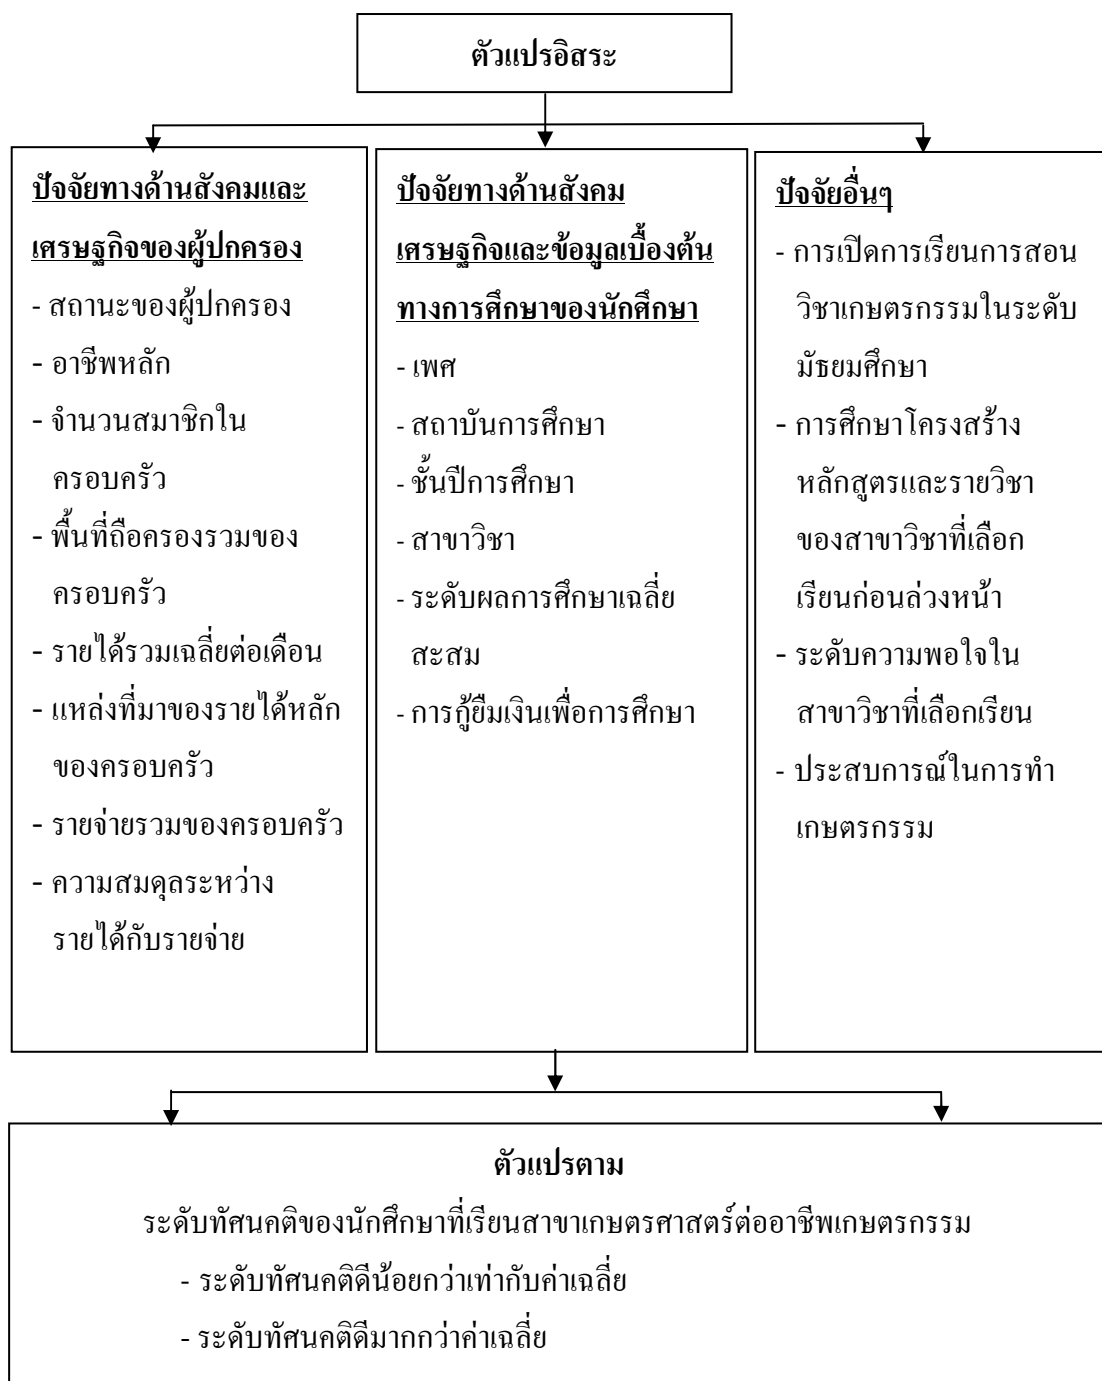 ตัวแปรอิสระ
ปัจจัยทางด้านสังคมและ
เศรษฐกิจของผู้ปกครอง
- สถานะของผู้ปกครอง
- อาชีพหลัก
- จำนวนสมาชิกใน
ครอบครัว
- พื้นที่ถือครองรวมของ
ครอบครัว
- รายได้รวมเฉลี่ยต่อเดือน
- แหล่งที่มาของรายได้หลัก
ของครอบครัว
- รายจ่ายรวมของครอบครัว
- ความสมดุลระหว่าง
รายได้กับรายจ่าย
ปัจจัยทางด้านสังคม
เศรษฐกิจและข้อมูลเบื้องต้น
ทางการศึกษาของนักศึกษา
- เพศ
- สถาบันการศึกษา
- ชั้นปีการศึกษา
- สาขาวิชา
- ระดับผลการศึกษาเฉลี่ย
สะสม
- การกู้ยืมเงินเพื่อการศึกษา
ปัจจัยอื่นๆ
- การเปิดการเรียนการสอน
วิชาเกษตรกรรมในระดับ
มัธยมศึกษา
- การศึกษาโครงสร้าง
หลักสูตรและรายวิชา
ของสาขาวิชาที่เลือก
เรียนก่อนล่วงหน้า
- ระดับความพอใจใน
สาขาวิชาที่เลือกเรียน
- ประสบการณ์ในการทำ
เกษตรกรรม
ตัวแปรตาม
ระดับทัศนคติของนักศึกษาที่เรียนสาขาเกษตรศาสตร์ต่ออาชีพเกษตรกรรม
- ระดับทัศนคติดีน้อยกว่าเท่ากับค่าเฉลี่ย
- ระดับทัศนคติดีมากกว่าค่าเฉลี่ย